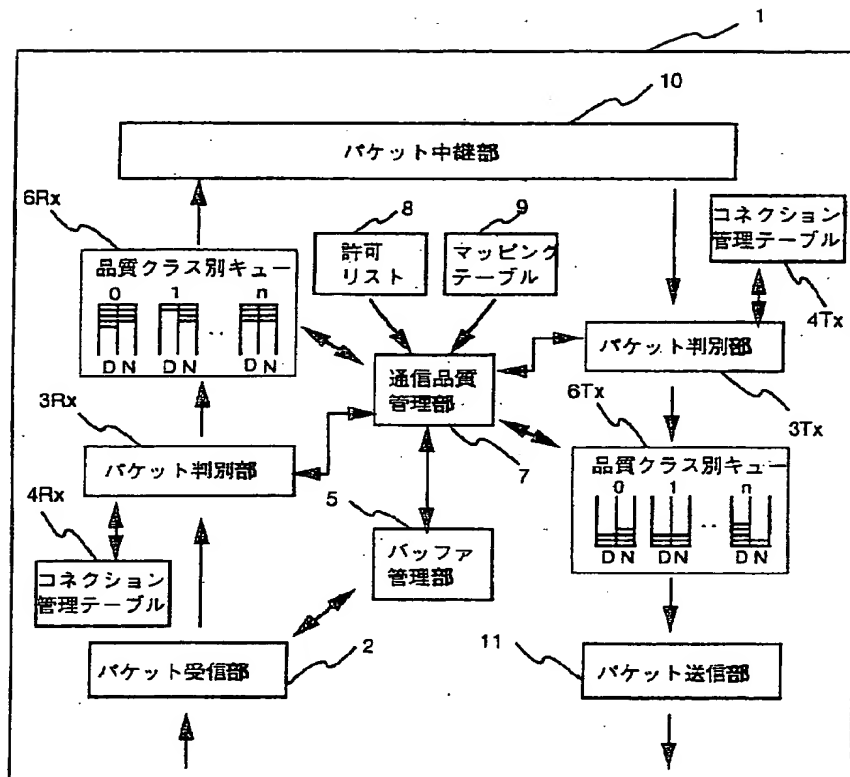 1
10
パケット中継部
6Rx
8
9
許可
リスト
マッピング
テーブル
コネクション
管理テーブル
4Tx
品質クラス別キュー
0 1 n
‥
D N D N D N
パケット判別部
3Tx
通信品質
管理部
7
6Tx
3Rx
パケット判別部
品質クラス別キュー
0 1 n
‥
D N D N D N
4Rx
コネクション
管理テーブル
5
バッファ
管理部
パケット受信部
2
11
パケット送信部